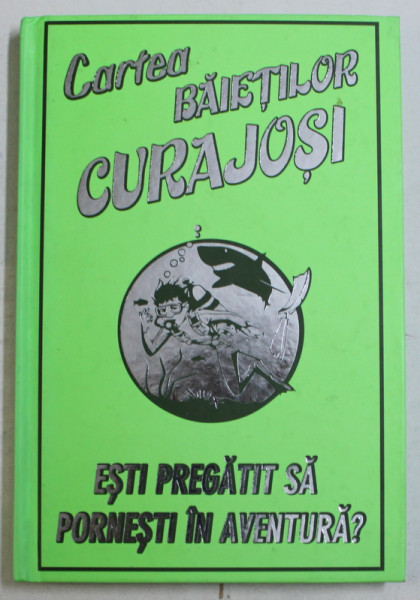 Cartea
BĂIEȚILOR
CURAJOȘI
EȘTI PREGĂTIT SĂ
PORNEȘTI ÎN AVENTURĂ?